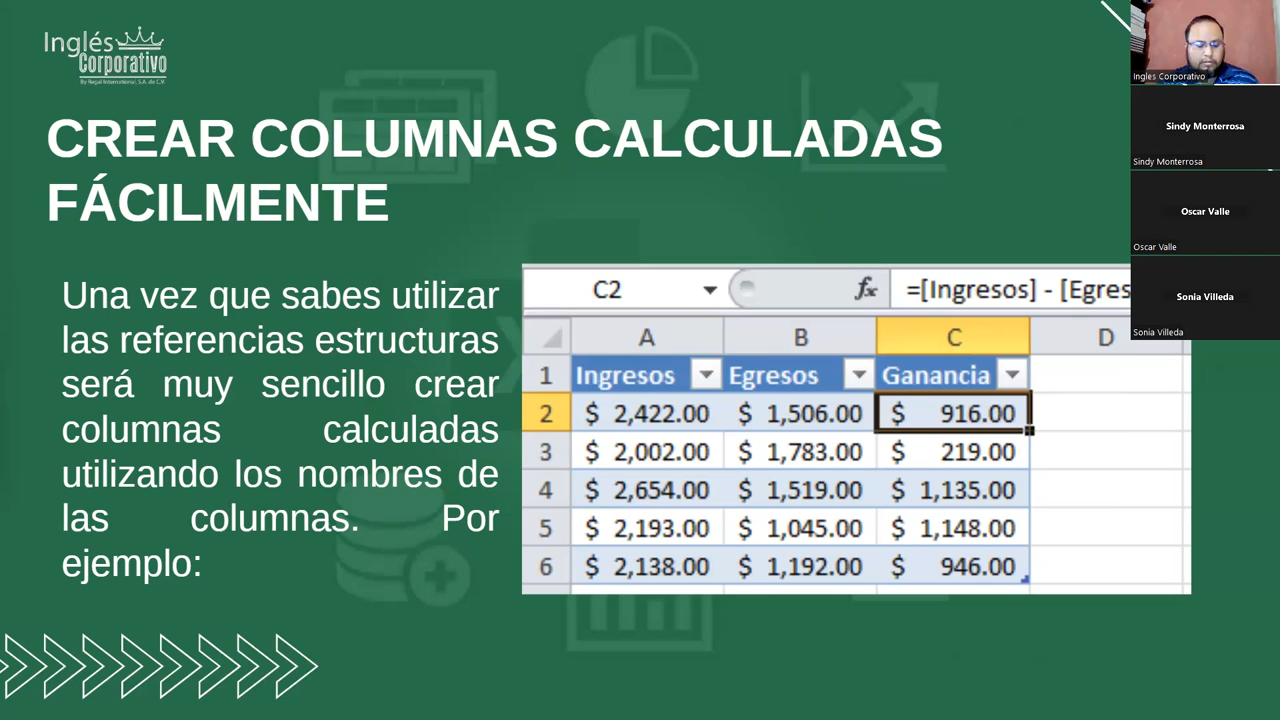 Inglés
Corporativo
By Regal International, S.A. de C.V.
CREAR COLUMNAS CALCULADAS
FÁCILMENTE
Una vez que sabes utilizar
las referencias estructuras
será muy sencillo crear
columnas calculadas
utilizando los nombres de
las columnas. Por
ejemplo:
C2 fx =[Ingresos] - [Egres
A B C D
1 Ingresos Egresos Ganancia
2 $ 2,422.00 $ 1,506.00 $ 916.00
3 $ 2,002.00 $ 1,783.00 $ 219.00
4 $ 2,654.00 $ 1,519.00 $ 1,135.00
5 $ 2,193.00 $ 1,045.00 $ 1,148.00
6 $ 2,138.00 $ 1,192.00 $ 946.00
Ingles Corporativo
Sindy Monterrosa
Sindy Monterrosa
Oscar Valle
Oscar Valle
Sonia Villeda
Sonia Villeda